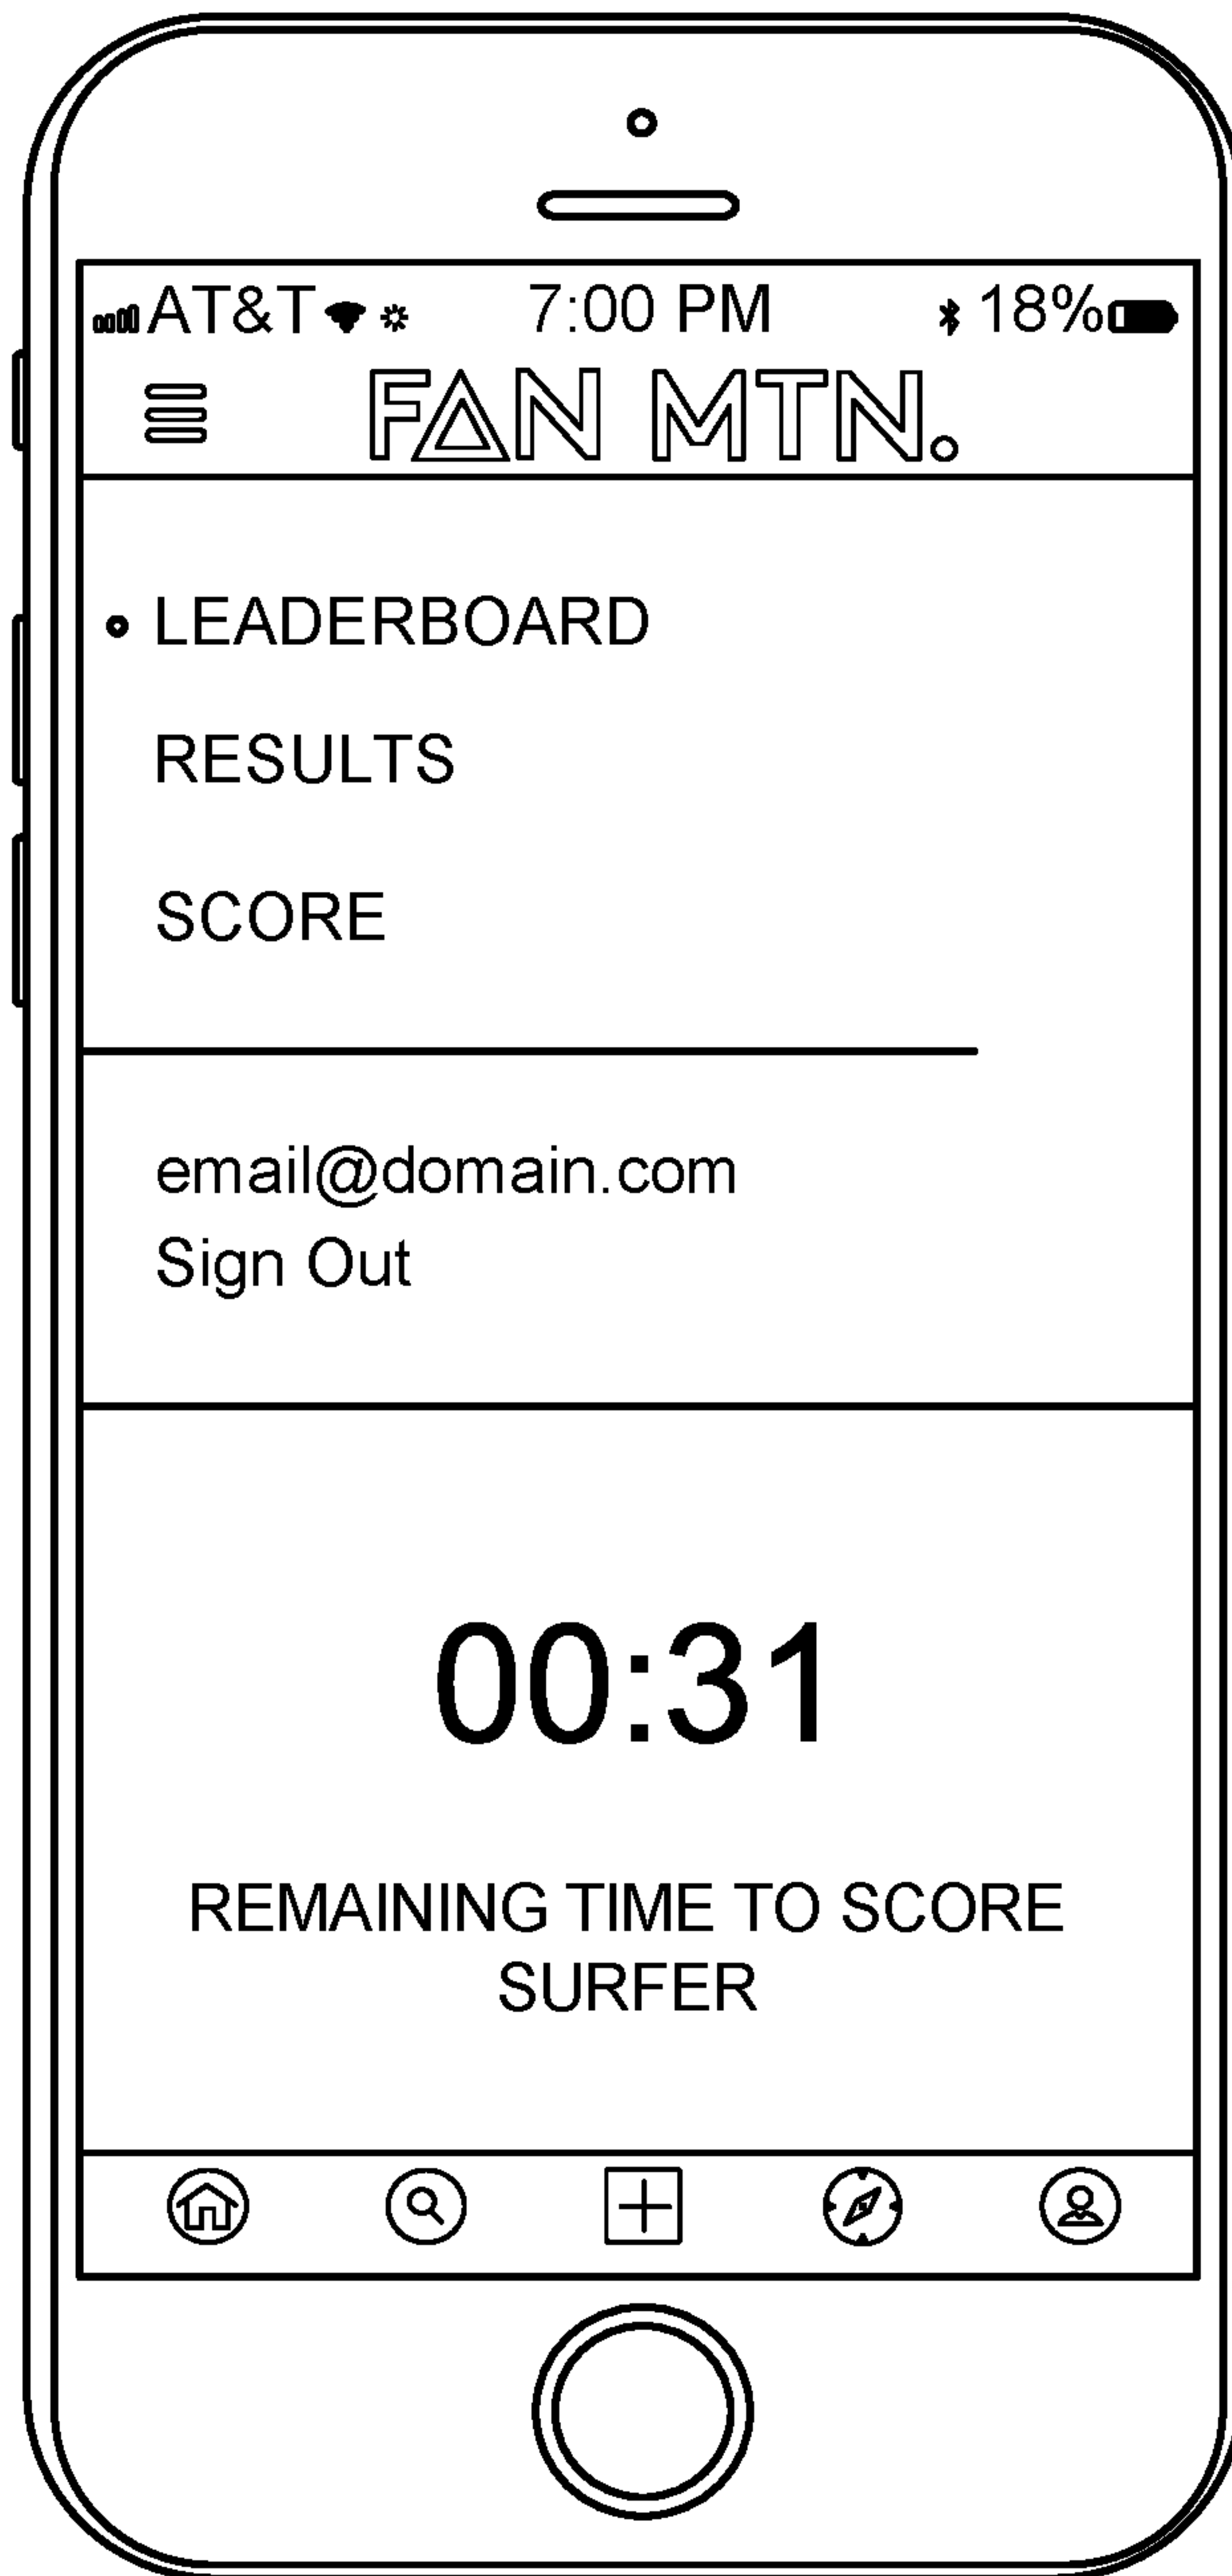 AT&T 7:00 PM 18%
FAN MTN.
LEADERBOARD
RESULTS
SCORE
email@domain.com
Sign Out
00:31
REMAINING TIME TO SCORE
SURFER